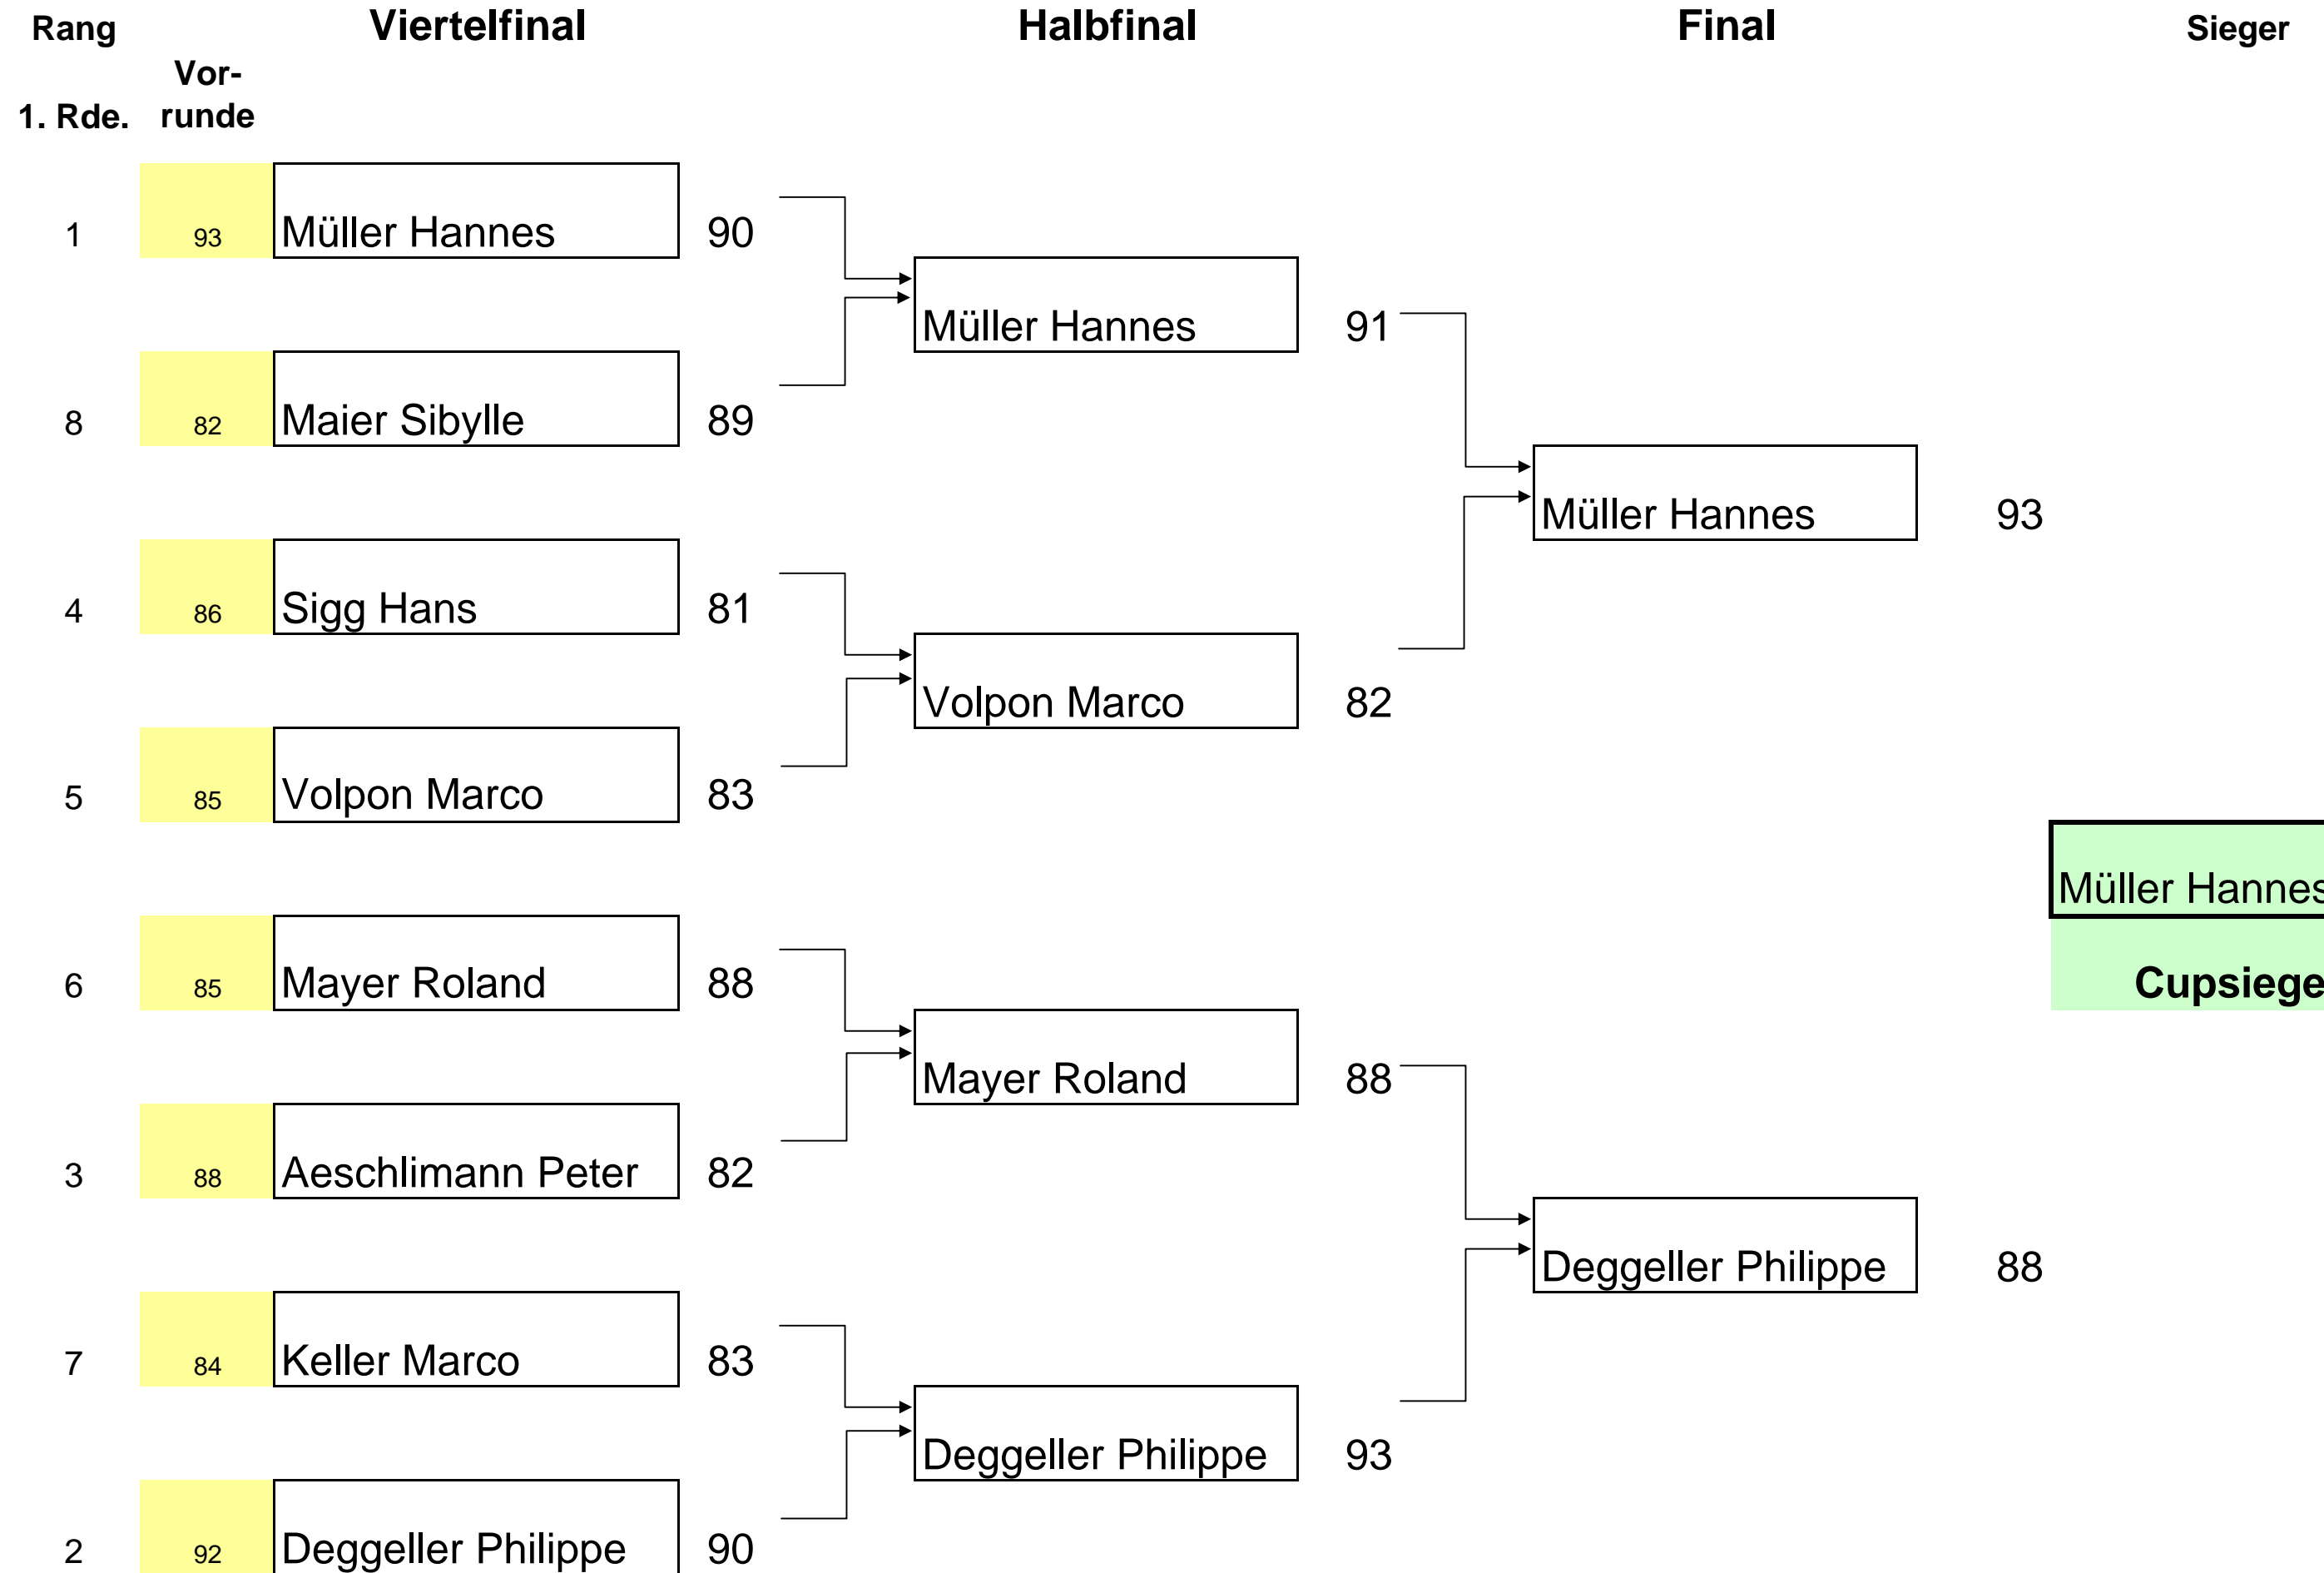 Rang Viertelfinal Halbfinal Final Sieger
Vor-
1. Rde. runde
1 93 Müller Hannes 90
Müller Hannes 91
8 82 Maier Sibylle 89
Müller Hannes 93
4 86 Sigg Hans 81
Volpon Marco 82
5 85 Volpon Marco 83
Müller Hannes
6 85 Mayer Roland 88 Cupsiege
Mayer Roland 88
3 88 Aeschlimann Peter 82
Deggeller Philippe 88
7 84 Keller Marco 83
Deggeller Philippe 93
2 92 Deggeller Philippe 90